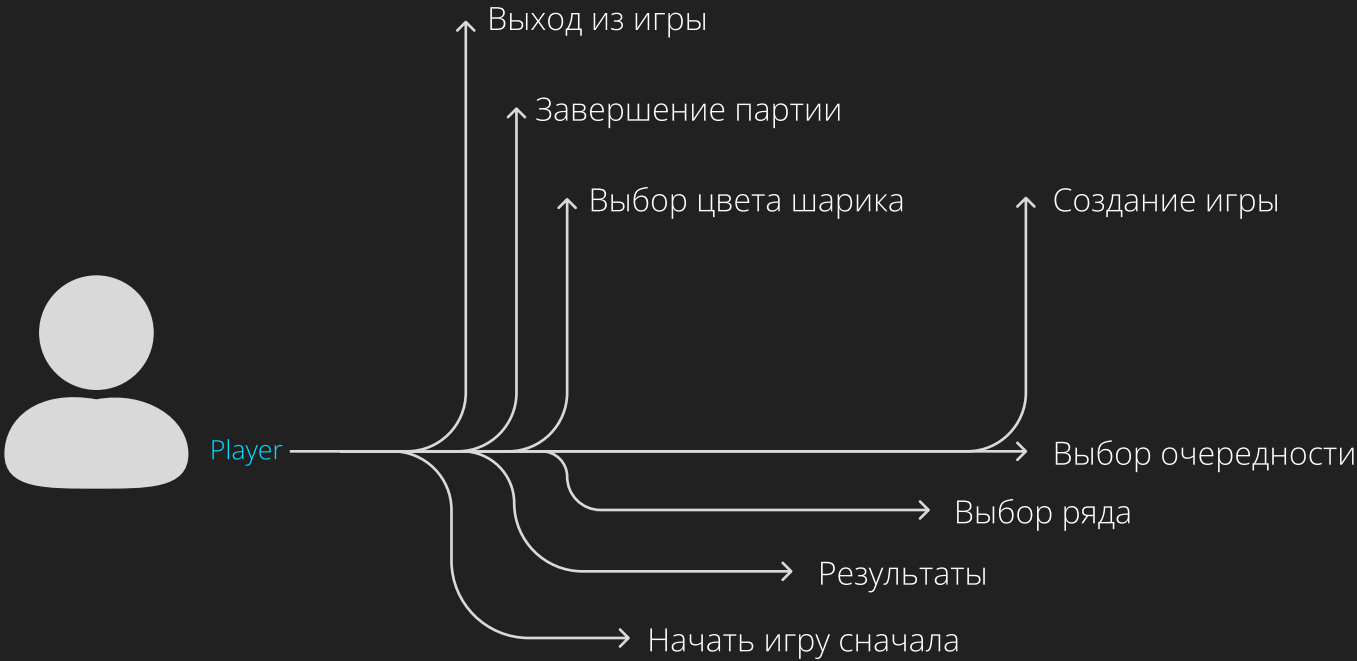 Выход из игры
Завершение партии
Выбор цвета шарика
Создание игры
Player
Выбор очередности
Выбор ряда
Результаты
Начать игру сначала